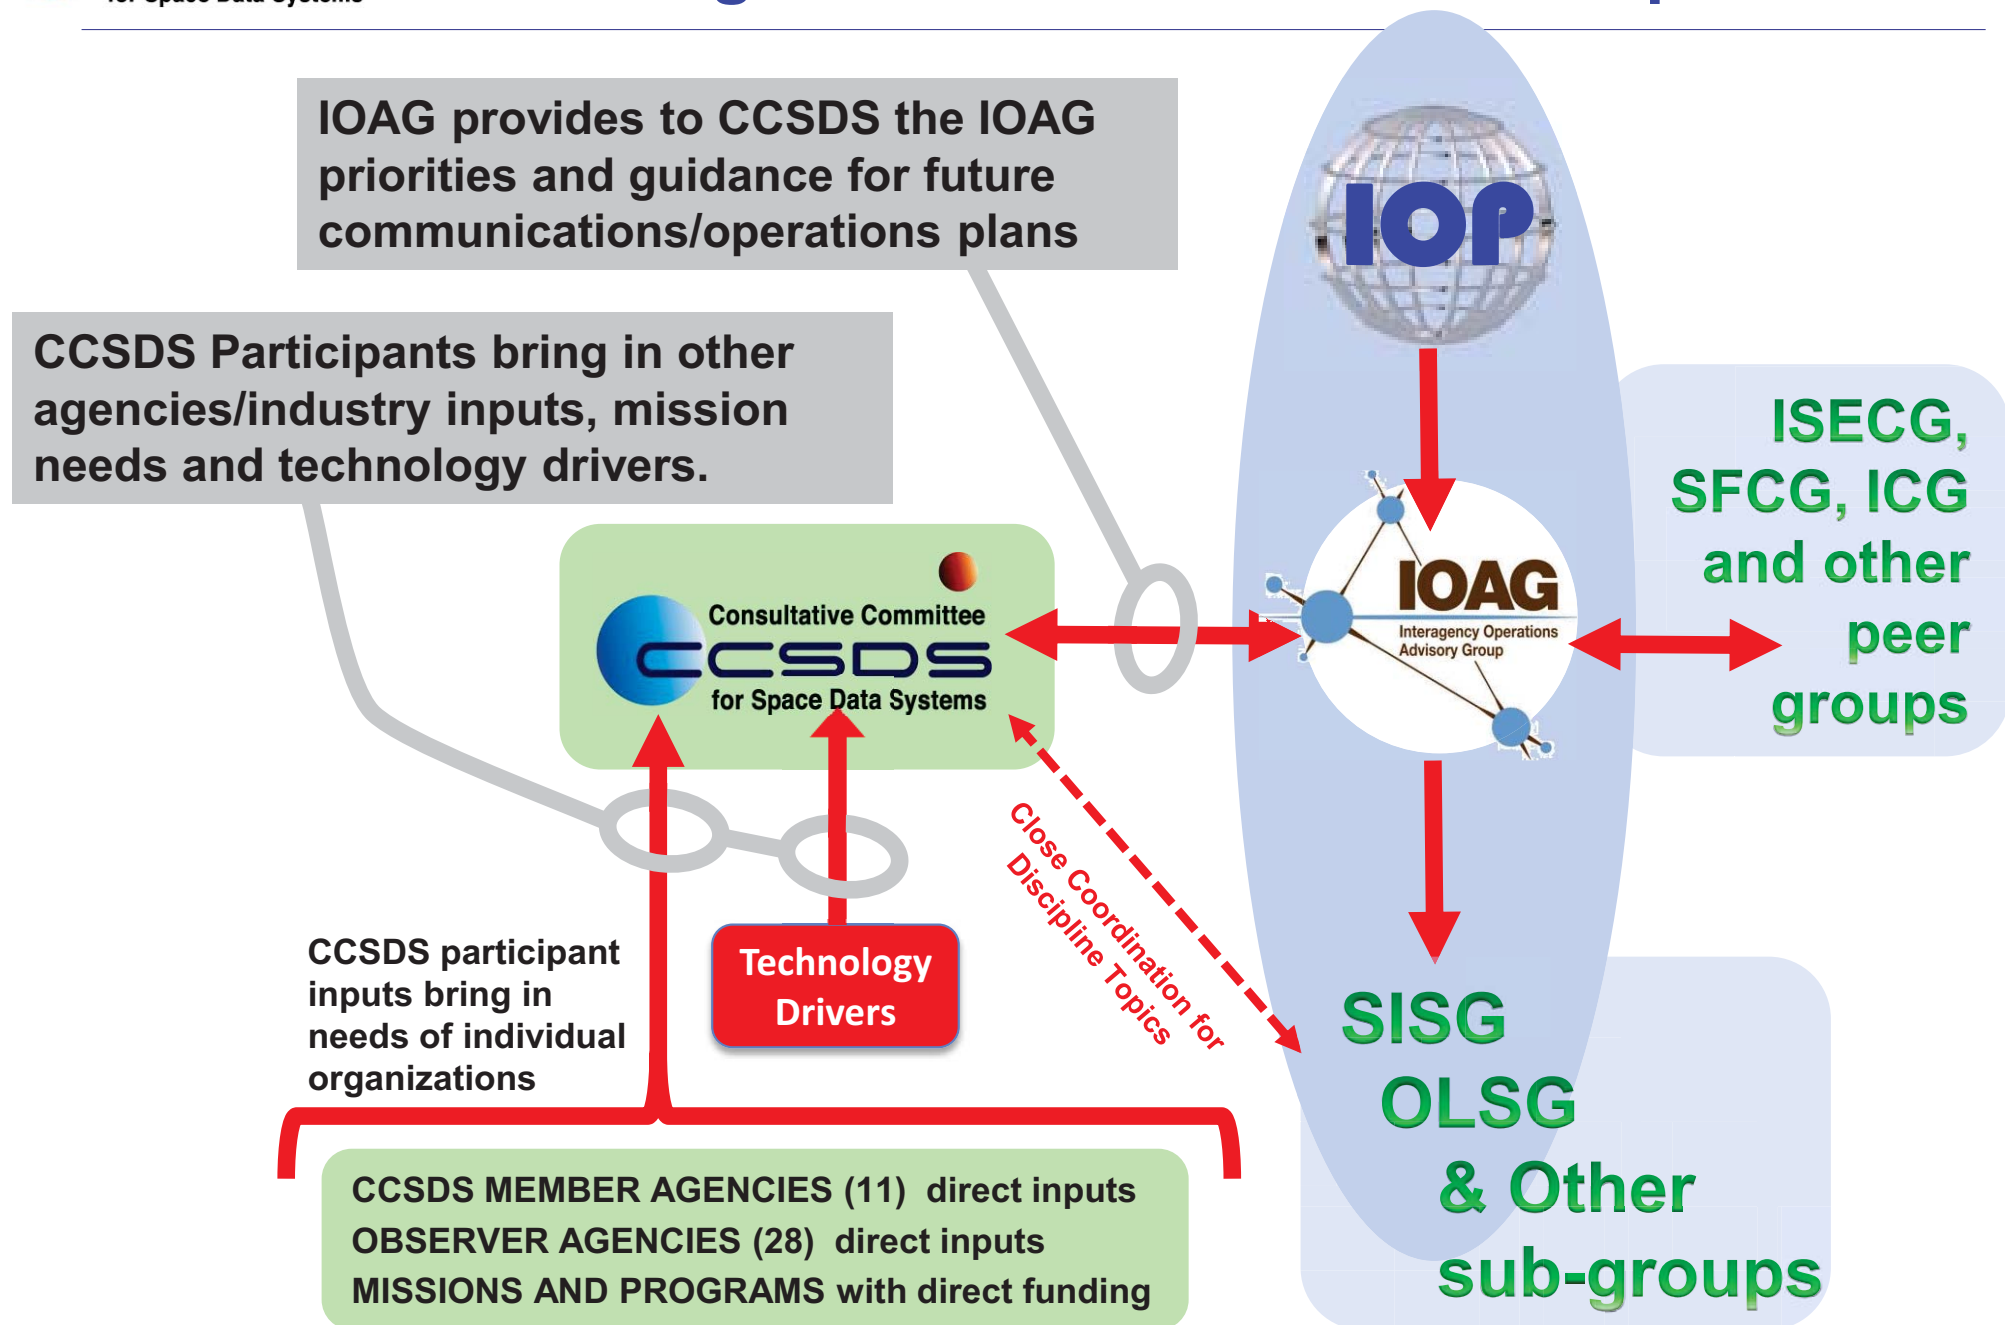 for Space Data Systems
IOAG provides to CCSDS the IOAG
priorities and guidance for future
communications/operations plans
IOP
CCSDS Participants bring in other
agencies/industry inputs, mission
needs and technology drivers.
ISECG,
SFCG, ICG
and other
peer
groups
Consultative Committee
CCSDS
for Space Data Systems
IOAG
Interagency Operations
Advisory Group
Close Coordination for
Discipline Topics
CCSDS participant
inputs bring in
needs of individual
organizations
Technology
Drivers
SISG
OLSG
& Other
sub-groups
CCSDS MEMBER AGENCIES (11) direct inputs
OBSERVER AGENCIES (28) direct inputs
MISSIONS AND PROGRAMS with direct funding